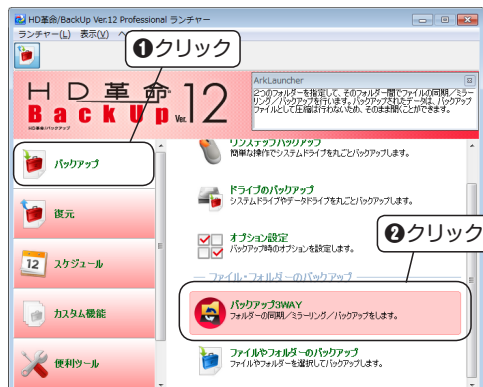 HD革命/BackUp Ver.12 Professional ランチャー
ランチャー(L) 表示(V)
❶クリック
HD革命
BackUp Ver.12
HD革命/バックアップ
ArkLauncher
2つのフォルダーを指定して、そのフォルダー間でファイルの同期/ミラーリング/バックアップを行います。バックアップされたデータは、バックアップファイルとして圧縮は行わないため、そのまま開くことができます。
バックアップ
復元
12 スケジュール
カスタム機能
便利ツール
ワンステップバックアップ
簡単な操作でシステムドライブを丸ごとバックアップします。
ドライブのバックアップ
システムドライブやデータドライブを丸ごとバックアップします。
オプション設定
バックアップ時のオプションを設定します。
❷クリック
ファイル・フォルダーのバックアップ
バックアップ3WAY
フォルダーの同期/ミラーリング/バックアップをします。
ファイルやフォルダーのバックアップ
ファイルやフォルダーを選択してバックアップします。